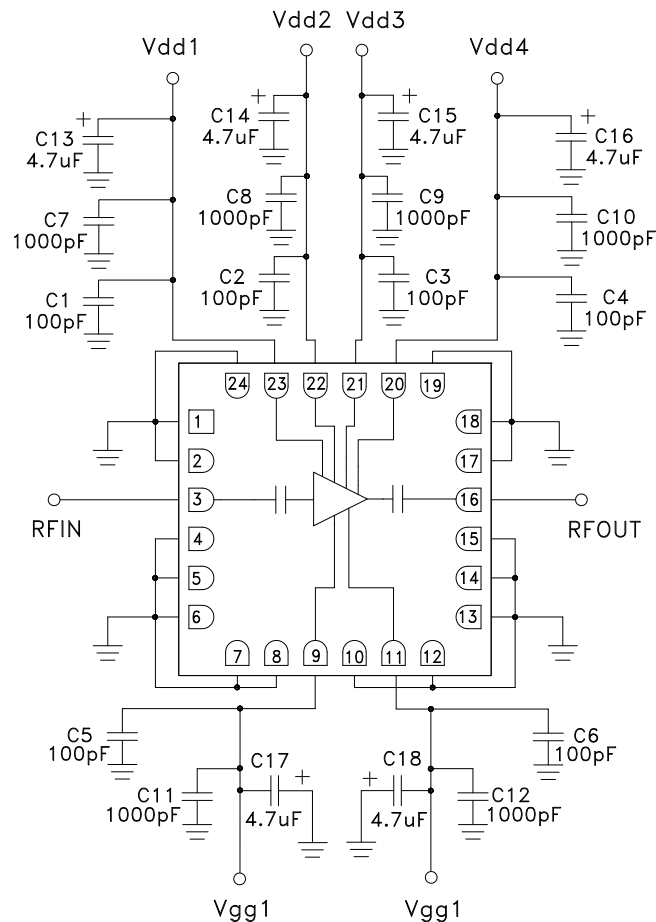 Vdd1
Vdd2
Vdd3
Vdd4
+
C13
4.7uF
+
C14
4.7uF
+
C15
4.7uF
+
C16
4.7uF
C7
1000pF
C8
1000pF
C9
1000pF
C10
1000pF
C1
100pF
C2
100pF
C3
100pF
C4
100pF
24
23
22
21
20
19
1
2
3
4
5
6
18
17
16
15
14
13
RFIN
RFOUT
7
8
9
10
11
12
C5
100pF
C6
100pF
C11
1000pF
C17
+
4.7uF
+
C18
4.7uF
C12
1000pF
Vgg1
Vgg1